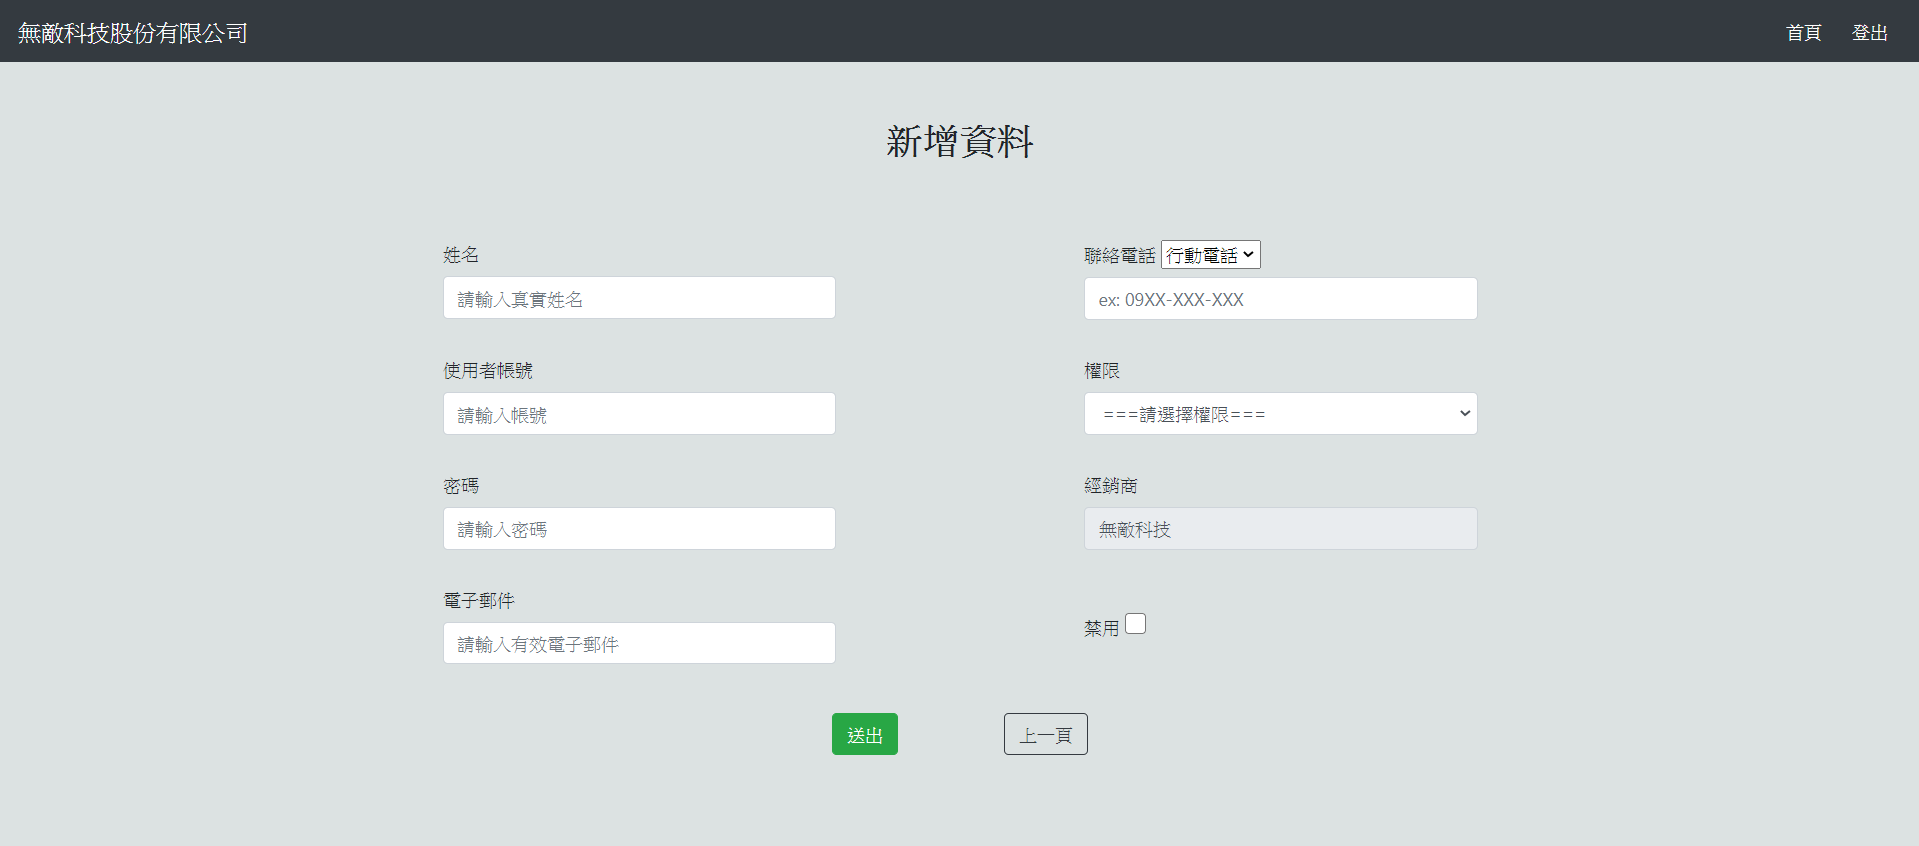 無敵科技股份有限公司
首頁
登出
新增資料
姓名
請輸入真實姓名
聯絡電話 行動電話
ex: 09XX-XXX-XXX
使用者帳號
請輸入帳號
權限
===請選擇權限===
密碼
請輸入密碼
經銷商
無敵科技
電子郵件
請輸入有效電子郵件
禁用
送出
上一頁